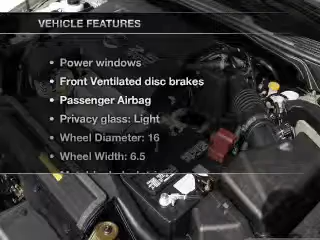 VEHICLE FEATURES
• Power windows
• Front Ventilated disc brakes
• Passenger Airbag
• Privacy glass: Light
• Wheel Diameter: 16
• Wheel Width: 6.5